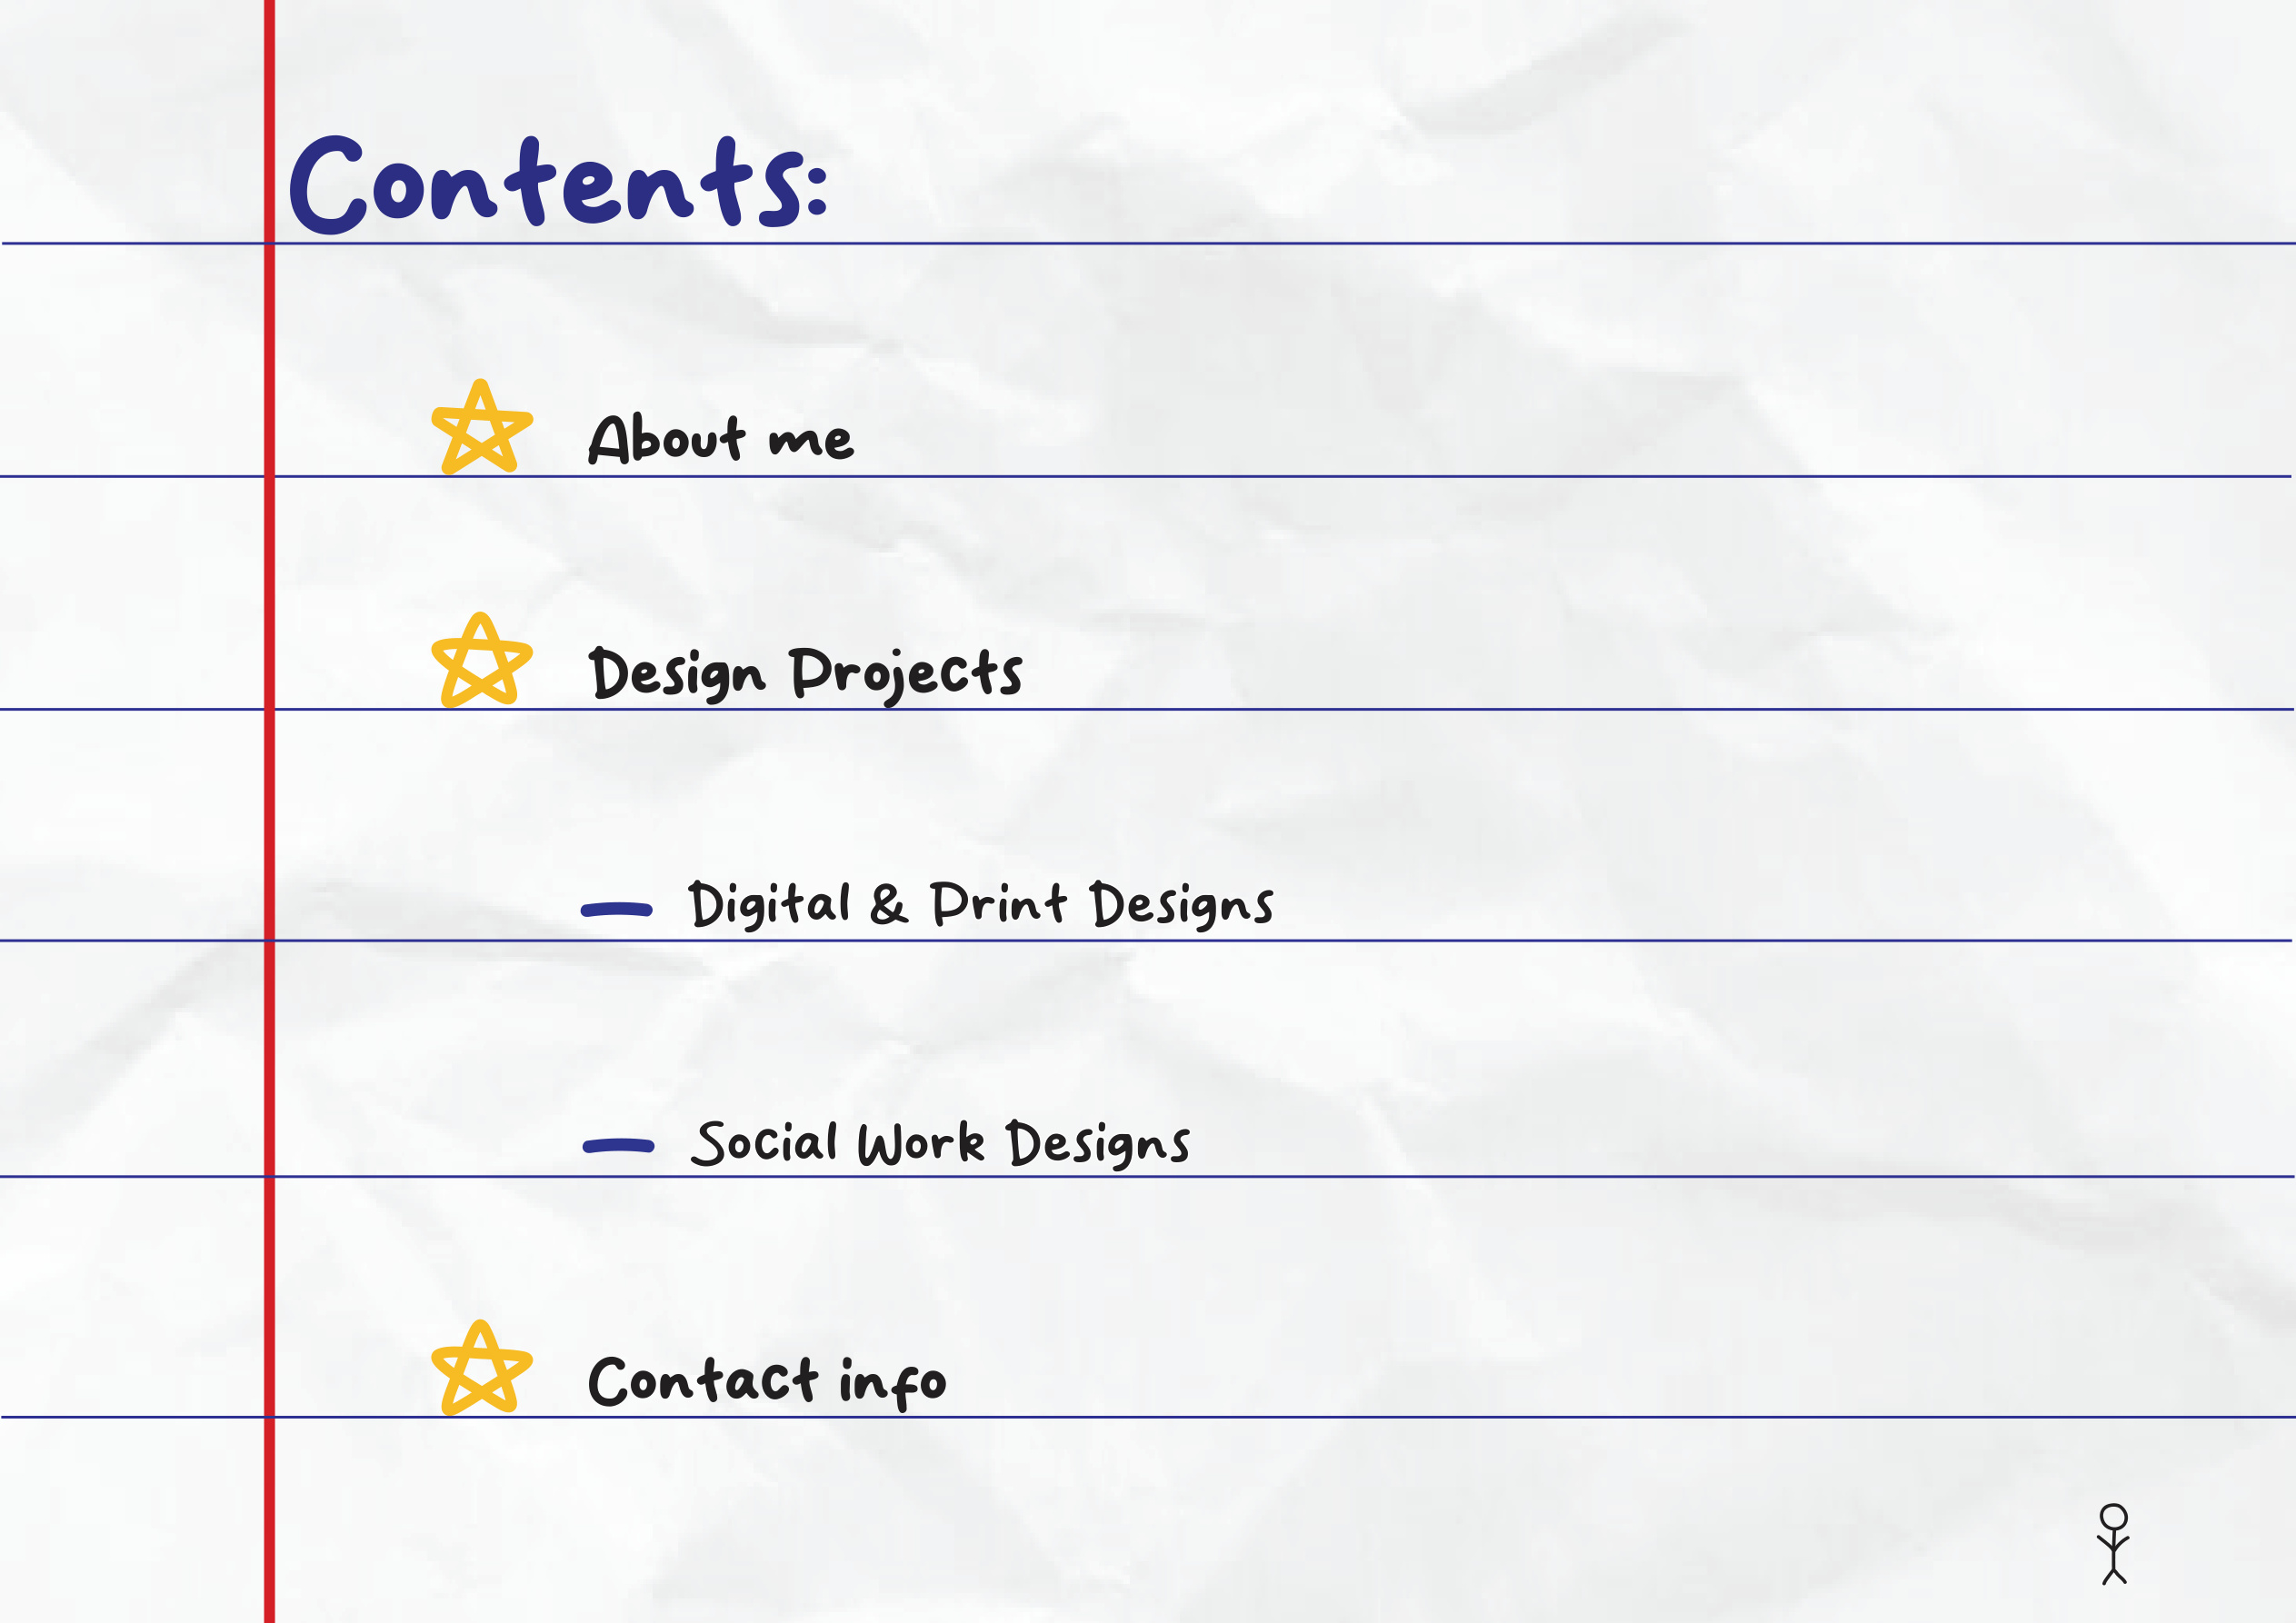 Contents:
About me
Design Projects
Digital & Print Designs
Social Work Designs
Contact info